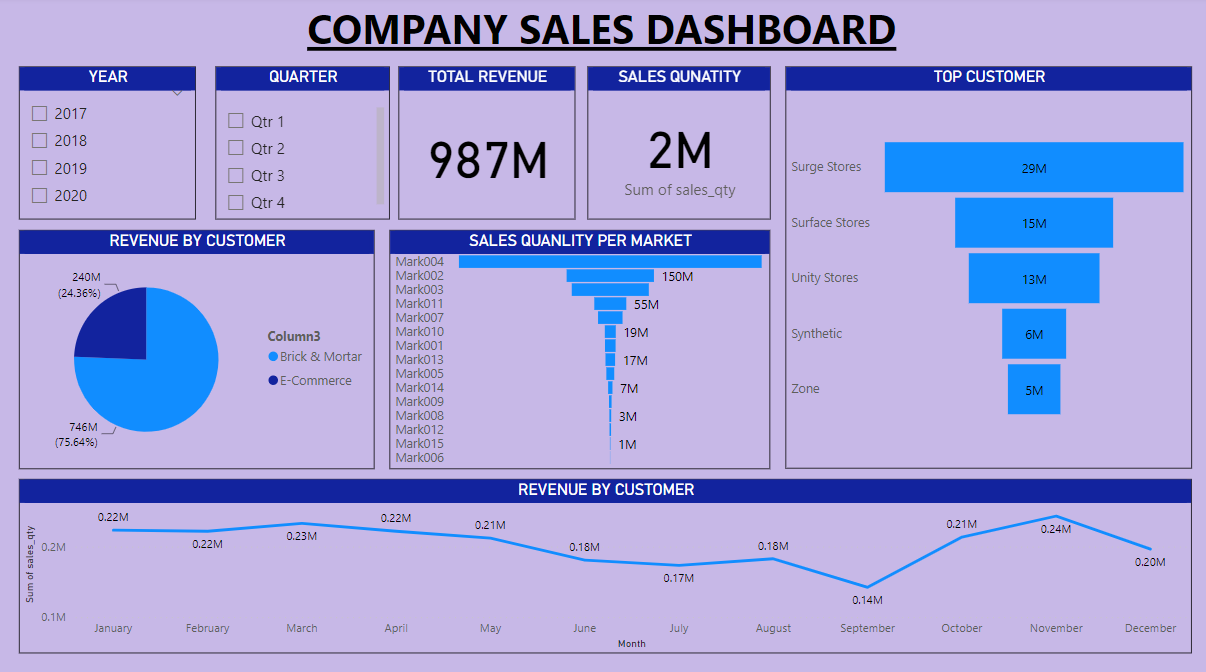 COMPANY SALES DASHBOARD
YEAR
2017
2018
2019
2020
QUARTER
Qtr 1
Qtr 2
Qtr 3
Qtr 4
TOTAL REVENUE
987M
SALES QUNATITY
2M
Sum of sales_qty
TOP CUSTOMER
Surge Stores 29M
Surface Stores 15M
Unity Stores 13M
Synthetic 6M
Zone 5M
REVENUE BY CUSTOMER
240M
(24.36%)
746M
(75.64%)
Column3
Brick & Mortar
E-Commerce
SALES QUANLITY PER MARKET
Mark004
Mark002 150M
Mark003
Mark011 55M
Mark007
Mark010 19M
Mark001
Mark013 17M
Mark005
Mark014 7M
Mark009
Mark008 3M
Mark012
Mark015 1M
Mark006
REVENUE BY CUSTOMER
Sum of sales_qty
0.2M
0.1M
0.22M
0.22M
0.23M
0.22M
0.21M
0.18M
0.17M
0.18M
0.14M
0.21M
0.24M
0.20M
January February March April May June July August September October November December
Month